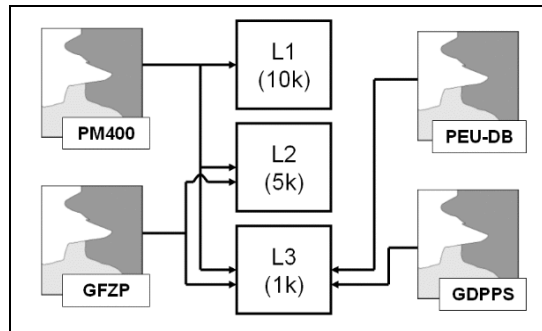 PM400
L1
(10k)
PEU-DB
L2
(5k)
GFZP
L3
(1k)
GDPPS